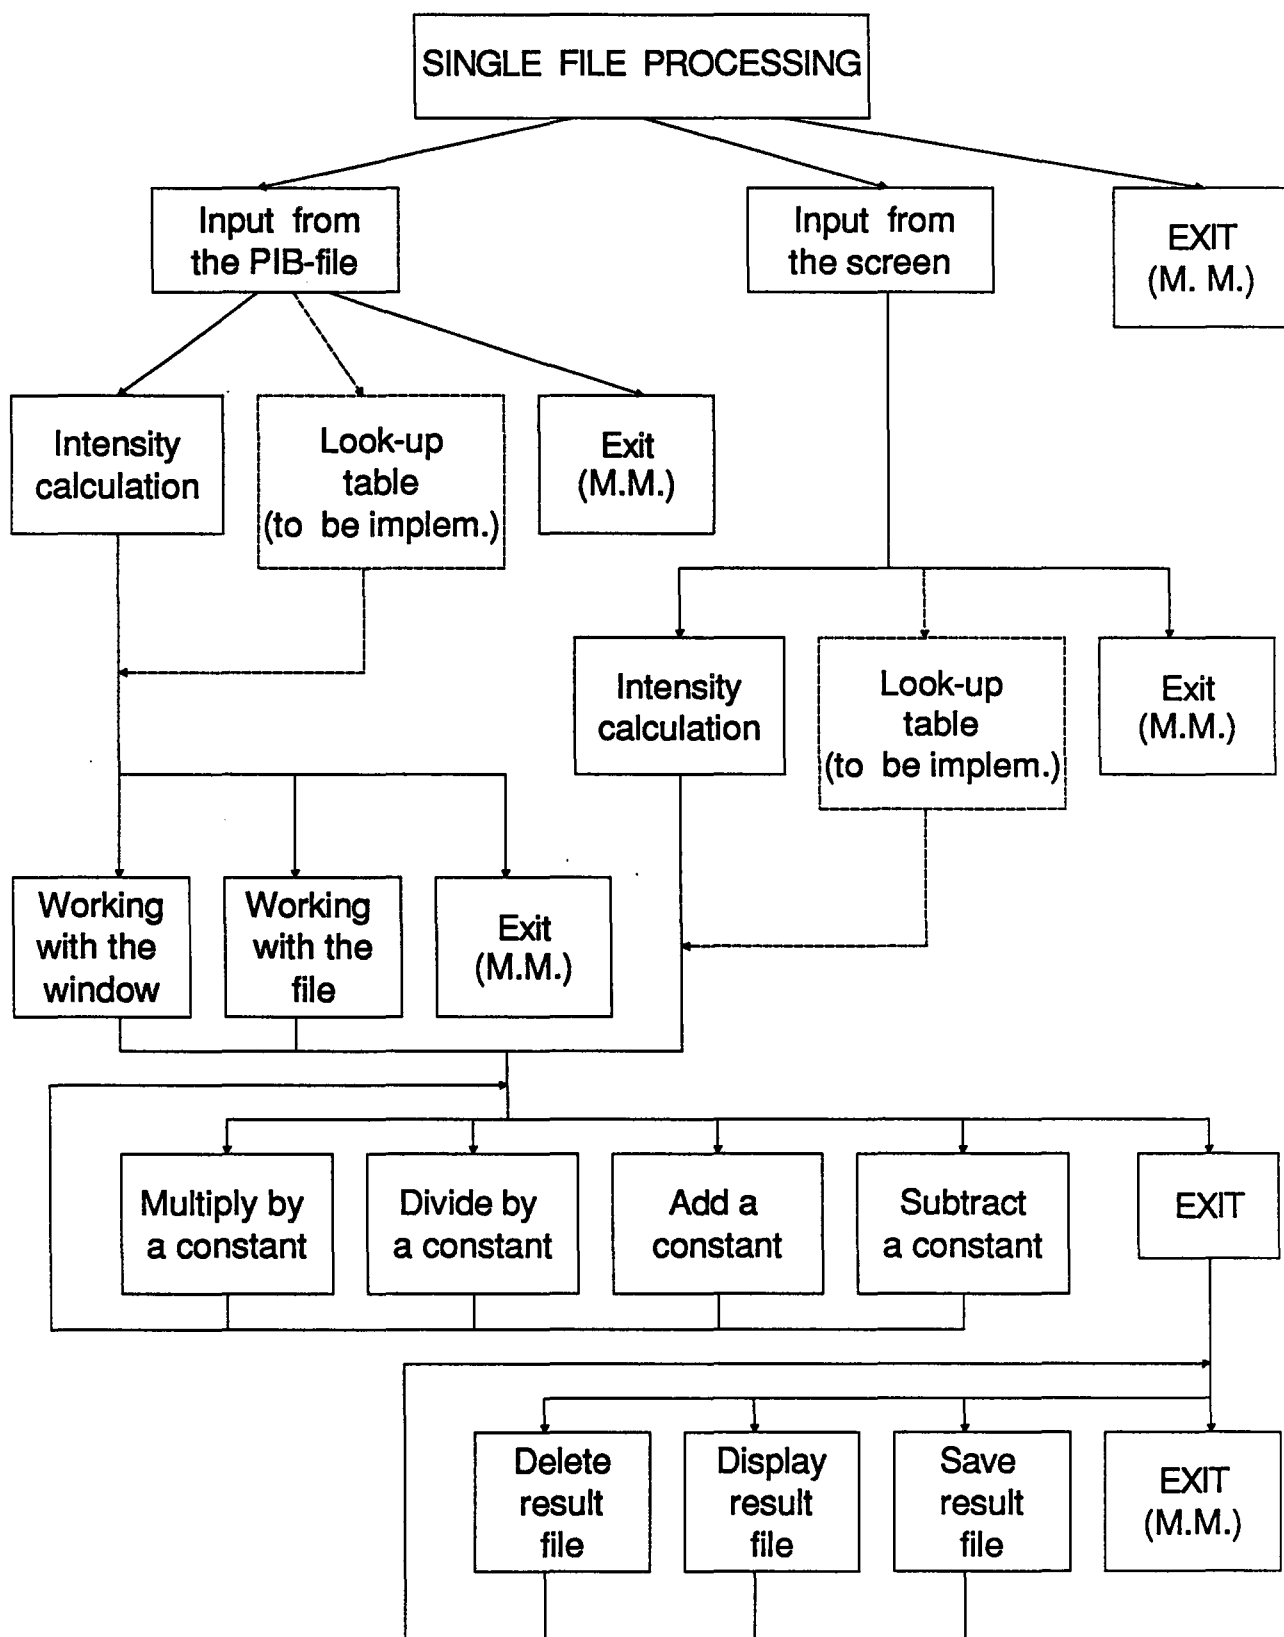 SINGLE FILE PROCESSING
Input from
the PIB-file
Input from
the screen
EXIT
(M. M.)
Intensity
calculation
Look-up
table
(to be implem.)
Exit
(M.M.)
Intensity
calculation
Look-up
table
(to be implem.)
Exit
(M.M.)
Working
with the
window
Working
with the
file
Exit
(M.M.)
Multiply by
a constant
Divide by
a constant
Add a
constant
Subtract
a constant
EXIT
Delete
result
file
Display
result
file
Save
result
file
EXIT
(M.M.)